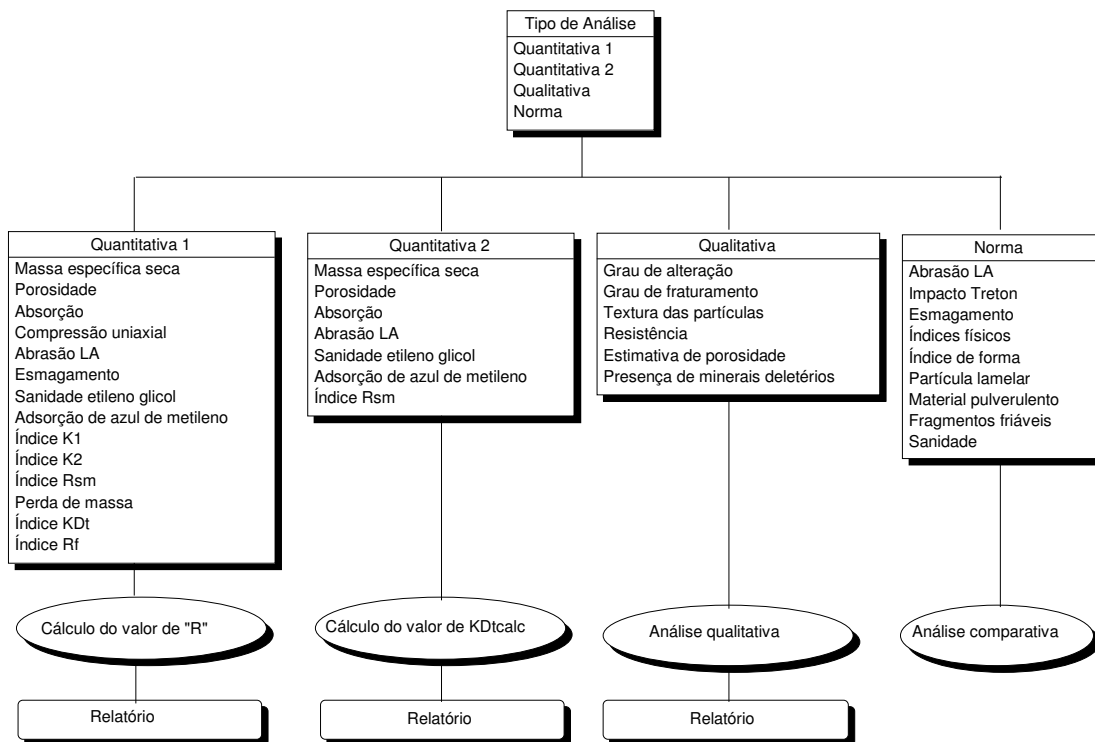 Tipo de Análise
Quantitativa 1
Quantitativa 2
Qualitativa
Norma
Quantitativa 1
Massa específica seca
Porosidade
Absorção
Compressão uniaxial
Abrasão LA
Esmagamento
Sanidade etileno glicol
Adsorção de azul de metileno
Índice K1
Índice K2
Índice Rsm
Perda de massa
Índice KDt
Índice Rf
Quantitativa 2
Massa específica seca
Porosidade
Absorção
Abrasão LA
Sanidade etileno glicol
Adsorção de azul de metileno
Índice Rsm
Qualitativa
Grau de alteração
Grau de fraturamento
Textura das partículas
Resistência
Estimativa de porosidade
Presença de minerais deletérios
Norma
Abrasão LA
Impacto Treton
Esmagamento
Índices físicos
Índice de forma
Partícula lamelar
Material pulverulento
Fragmentos friáveis
Sanidade
Cálculo do valor de "R"
Cálculo do valor de KDtcalc
Análise qualitativa
Análise comparativa
Relatório
Relatório
Relatório